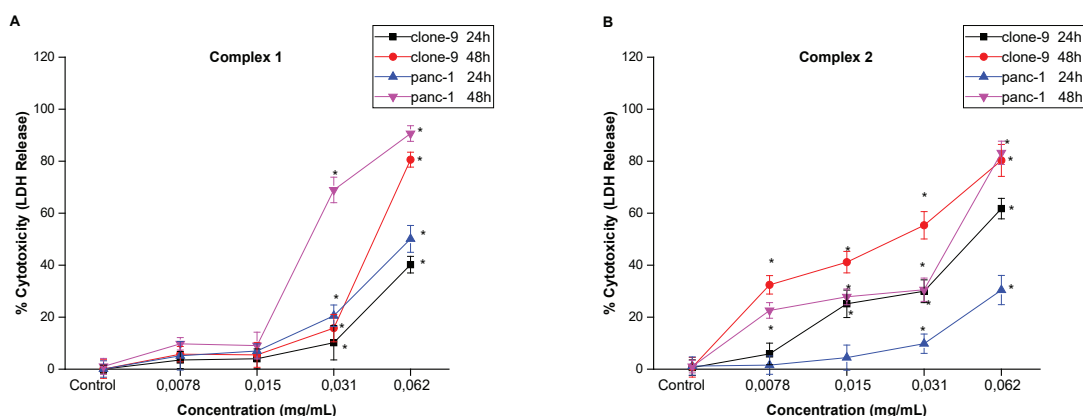 A
Complex 1
clone-9 24h
clone-9 48h
panc-1 24h
panc-1 48h
% Cytotoxicity (LDH Release)
120
100
80
60
40
20
0
* * * * * * * *
Control 0,0078 0,015 0,031 0,062
Concentration (mg/mL)
B
Complex 2
clone-9 24h
clone-9 48h
panc-1 24h
panc-1 48h
% Cytotoxicity (LDH Release)
120
100
80
60
40
20
0
* * * * * * * * * * * *
Control 0,0078 0,015 0,031 0,062
Concentration (mg/mL)